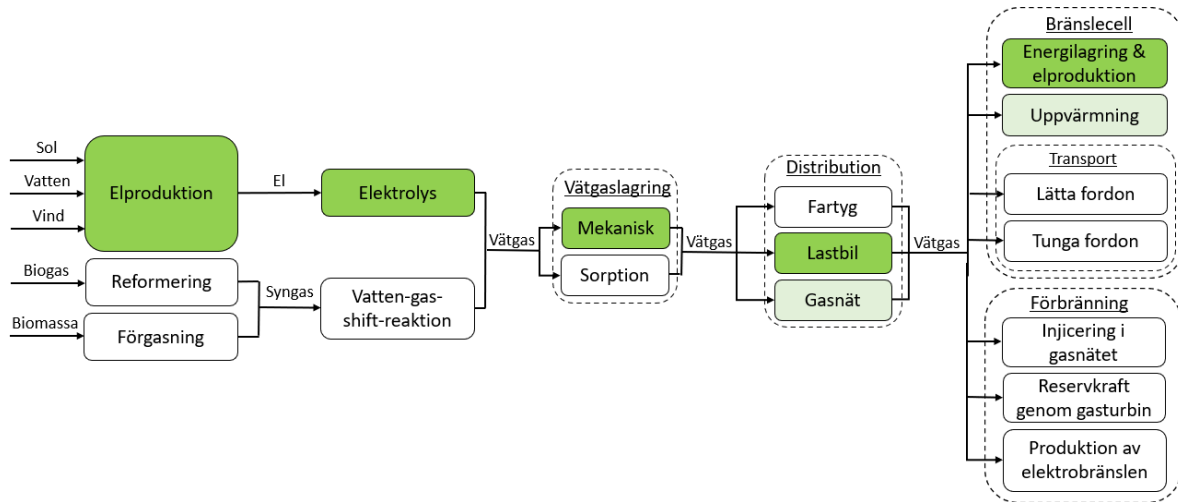 Sol
Vatten
Vind
Elproduktion
El
Elektrolys
Biogas
Reformering
Biomassa
Förgasning
Syngas
Vatten-gas-
shift-reaktion
Vätgas
Vätgaslagring
Mekanisk
Sorption
Vätgas
Distribution
Fartyg
Lastbil
Gasnät
Vätgas
Bränslecell
Energilagring &
elproduktion
Uppvärmning
Transport
Lätta fordon
Tunga fordon
Förbränning
Injicering i
gasnätet
Reservkraft
genom gasturbin
Produktion av
elektrobränslen